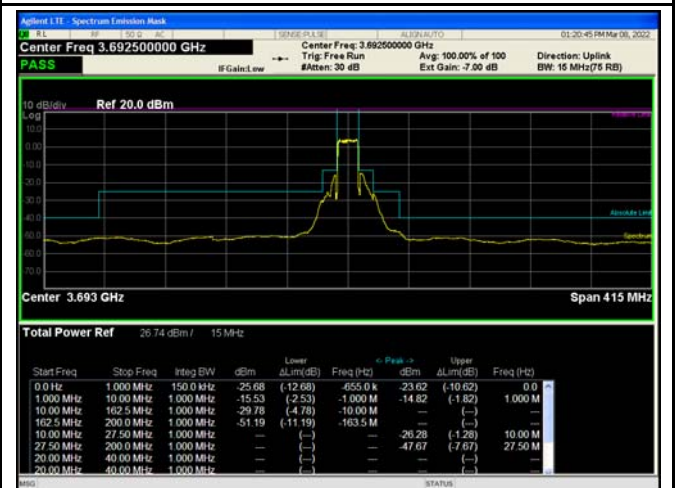 Agilent LTE - Spectrum Emission Mask
RL RF 50 Ω AC SENSE:PULSE ALIGNAUTO 01:20:45 PM Mar 08, 2022
Center Freq 3.692500000 GHz
Center Freq: 3.692500000 GHz
Trig: Free Run Avg: 100.00% of 100 Direction: Uplink
PASS IFGain:Low #Atten: 30 dB Ext Gain: -7.00 dB BW: 15 MHz(75 RB)
10 dB/div Ref 20.0 dBm
Log
Relative Limit
10.0
0.00
-10.0
-20.0
-30.0
-40.0
Absolute Limit
-50.0
Spectrum
-60.0
-70.0
Center 3.693 GHz Span 415 MHz
Total Power Ref 26.74 dBm / 15 MHz
Lower <- Peak -> Upper
Start Freq Stop Freq Integ BW dBm ΔLim(dB) Freq (Hz) dBm ΔLim(dB) Freq (Hz)
0.0 Hz 1.000 MHz 150.0 kHz -25.68 (-12.68) -655.0 k -23.62 (-10.62) 0.0
1.000 MHz 10.00 MHz 1.000 MHz -15.53 (-2.53) -1.000 M -14.82 (-1.82) 1.000 M
10.00 MHz 162.5 MHz 1.000 MHz -29.78 (-4.78) -10.00 M --- (---) ---
162.5 MHz 200.0 MHz 1.000 MHz -51.19 (-11.19) -163.5 M --- (---) ---
10.00 MHz 27.50 MHz 1.000 MHz --- (---) --- -26.28 (-1.28) 10.00 M
27.50 MHz 200.0 MHz 1.000 MHz --- (---) --- -47.67 (-7.67) 27.50 M
20.00 MHz 40.00 MHz 1.000 MHz --- (---) --- --- (---) ---
20.00 MHz 40.00 MHz 1.000 MHz --- (---) --- --- (---) ---
MSG STATUS